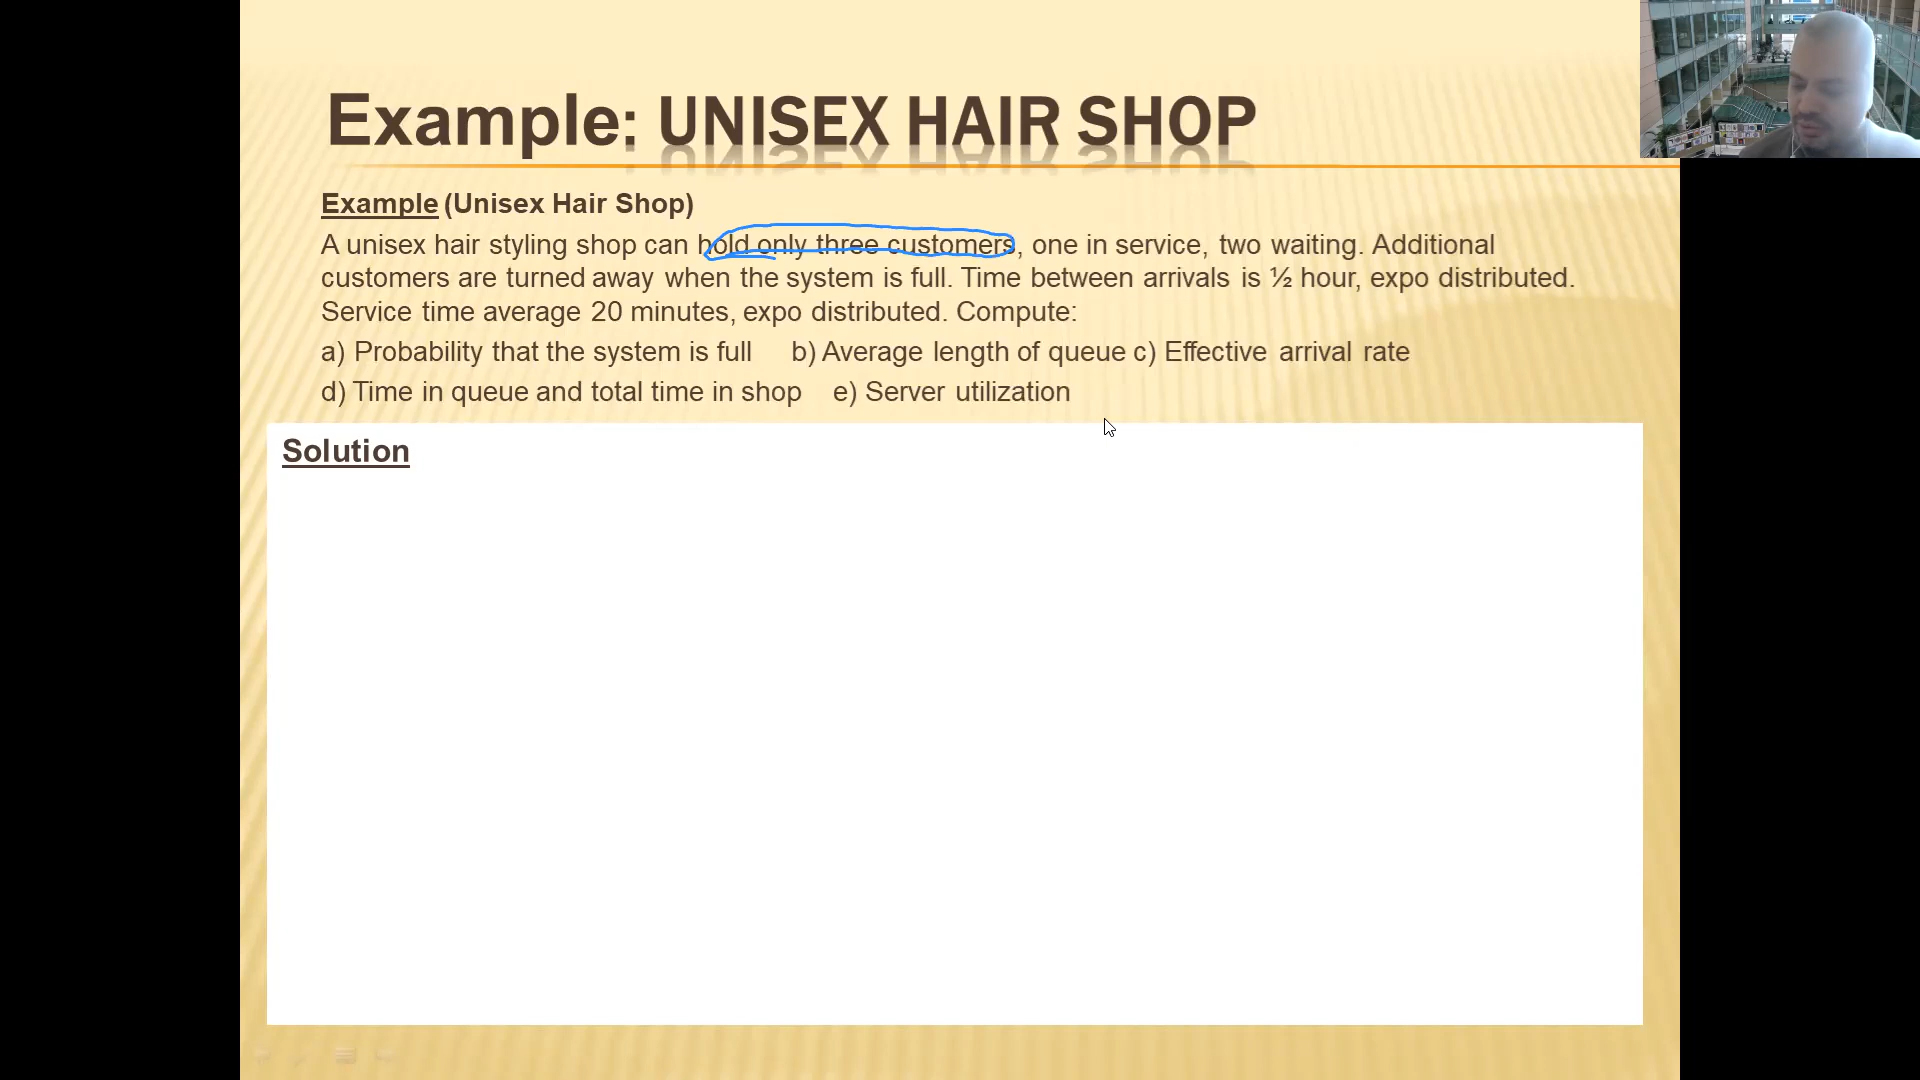 Example: UNISEX HAIR SHOP
Example (Unisex Hair Shop)
A unisex hair styling shop can hold only three customers, one in service, two waiting. Additional
customers are turned away when the system is full. Time between arrivals is ½ hour, expo distributed.
Service time average 20 minutes, expo distributed. Compute:
a) Probability that the system is full b) Average length of queue c) Effective arrival rate
d) Time in queue and total time in shop e) Server utilization
Solution